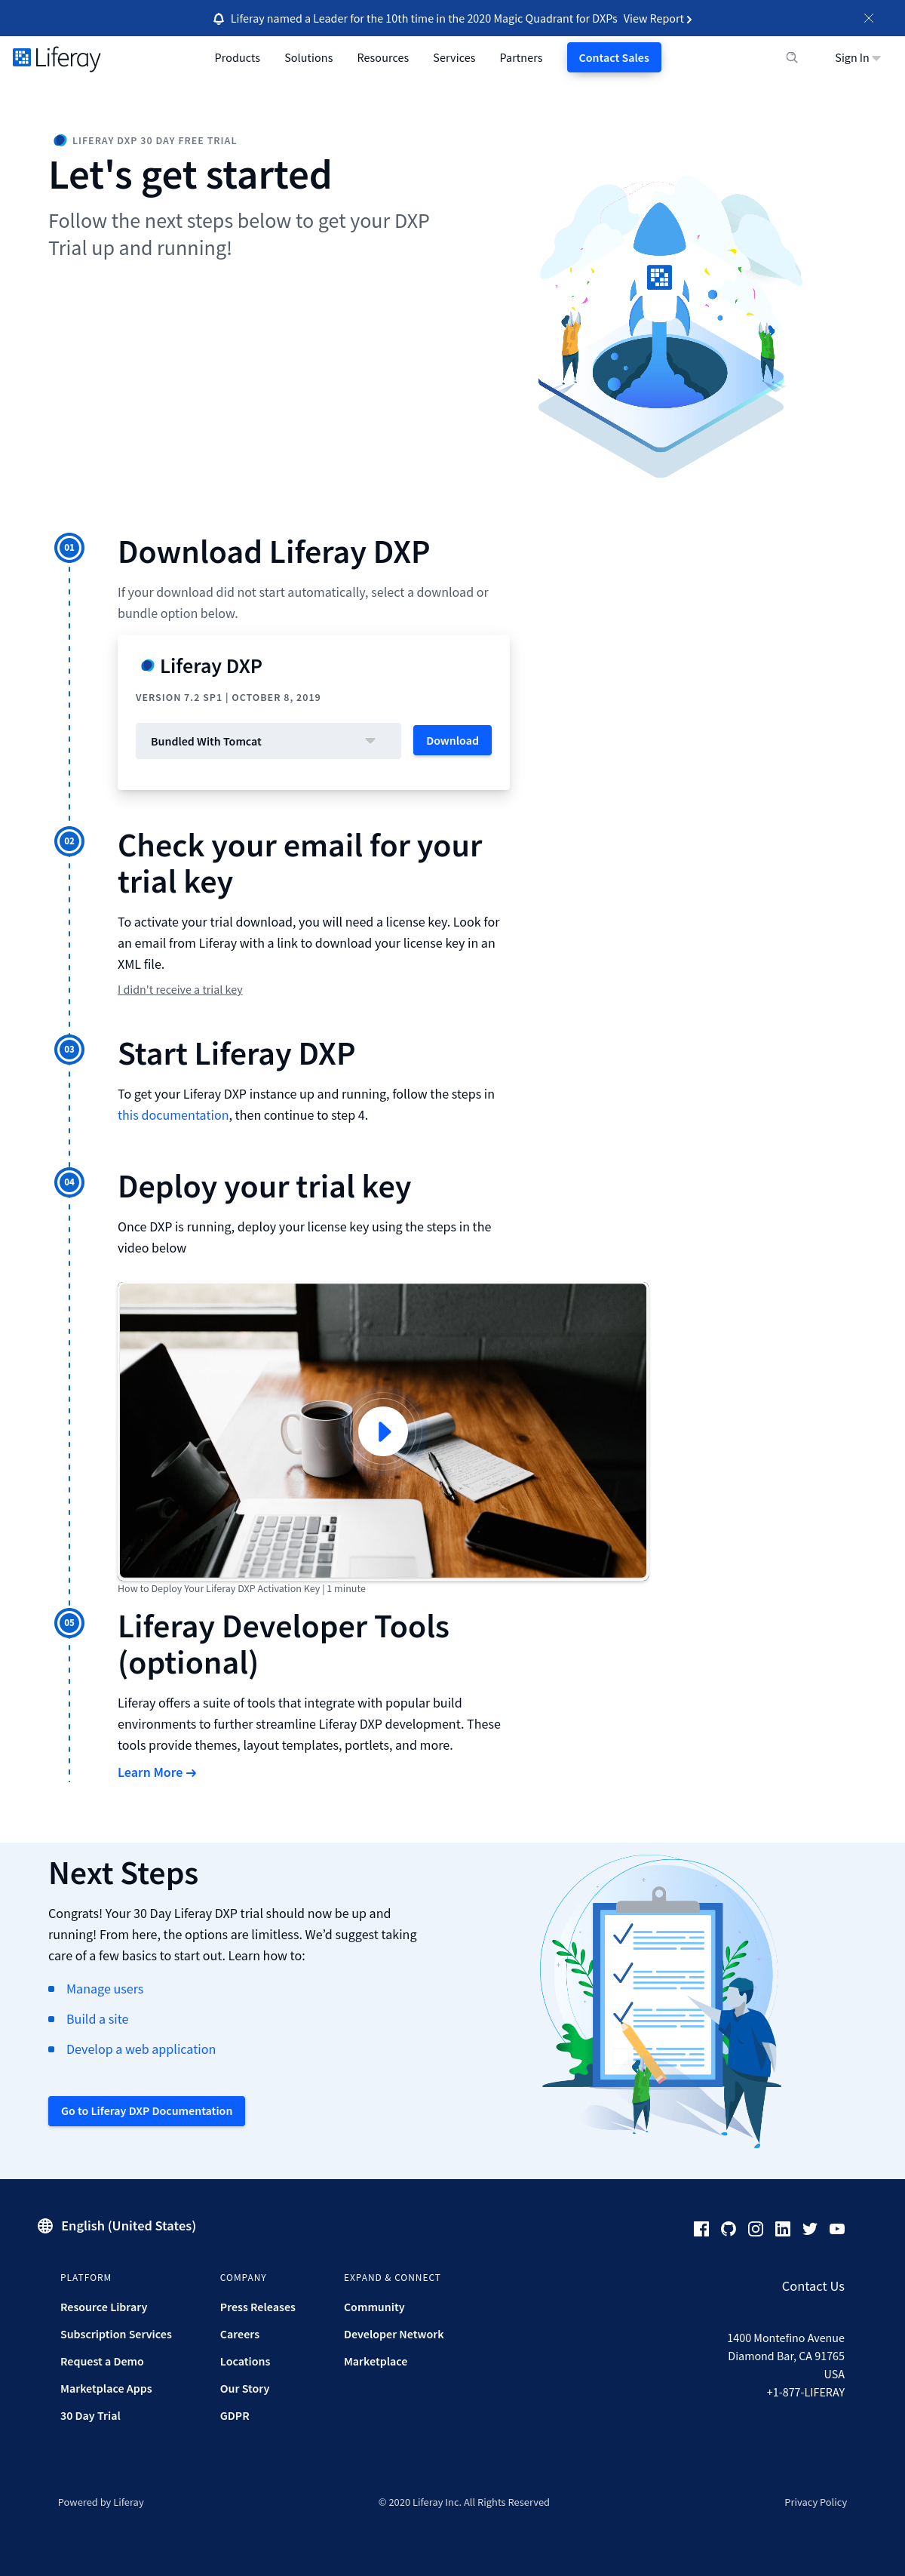 Liferay named a Leader for the 10th time in the 2020 Magic Quadrant for DXPs View Report
Liferay
Products Solutions Resources Services Partners Contact Sales Sign In
LIFERAY DXP 30 DAY FREE TRIAL
Let's get started
Follow the next steps below to get your DXP
Trial up and running!
01
Download Liferay DXP
If your download did not start automatically, select a download or
bundle option below.
Liferay DXP
VERSION 7.2 SP1 | OCTOBER 8, 2019
Bundled With Tomcat Download
02
Check your email for your
trial key
To activate your trial download, you will need a license key. Look for
an email from Liferay with a link to download your license key in an
XML file.
I didn't receive a trial key
03
Start Liferay DXP
To get your Liferay DXP instance up and running, follow the steps in
this documentation, then continue to step 4.
04
Deploy your trial key
Once DXP is running, deploy your license key using the steps in the
video below
How to Deploy Your Liferay DXP Activation Key | 1 minute
05
Liferay Developer Tools
(optional)
Liferay offers a suite of tools that integrate with popular build
environments to further streamline Liferay DXP development. These
tools provide themes, layout templates, portlets, and more.
Learn More →
Next Steps
Congrats! Your 30 Day Liferay DXP trial should now be up and
running! From here, the options are limitless. We'd suggest taking
care of a few basics to start out. Learn how to:
Manage users
Build a site
Develop a web application
Go to Liferay DXP Documentation
English (United States)
PLATFORM
Resource Library
Subscription Services
Request a Demo
Marketplace Apps
30 Day Trial
COMPANY
Press Releases
Careers
Locations
Our Story
GDPR
EXPAND & CONNECT
Community
Developer Network
Marketplace
Contact Us
1400 Montefino Avenue
Diamond Bar, CA 91765
USA
+1-877-LIFERAY
Powered by Liferay © 2020 Liferay Inc. All Rights Reserved Privacy Policy